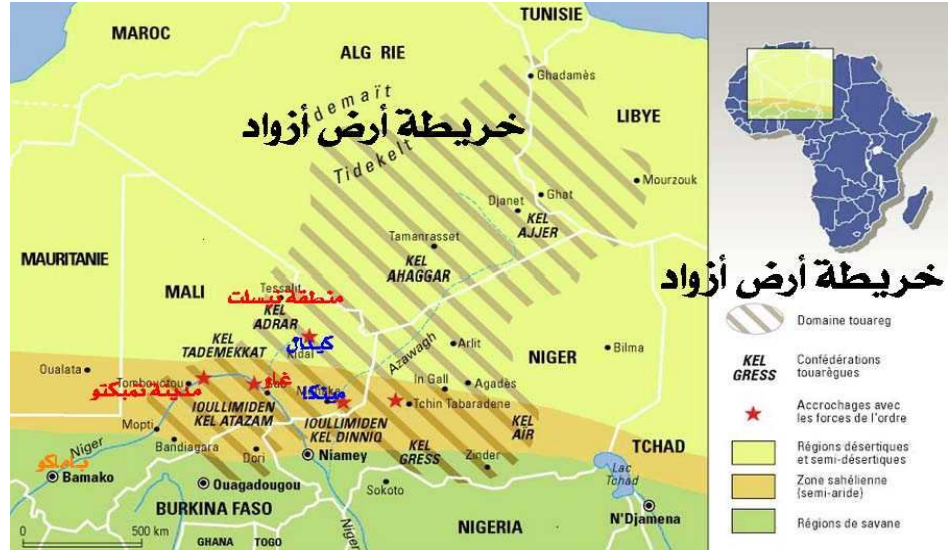 TUNISIE
MAROC
ALG RIE
Ghadamès
demaït
خريطة أرض أزواد
LIBYE
Tidekelt
Mourzouk
Ghat
Djanet
KEL
AJJER
Tamanrasset
KEL
AHAGGAR
MAURITANIE
MALI
Tessalit
منطقة تيسلت
KEL
ADRAR
كيدال
Kidal
KEL
TADEMEKKAT
Azawagh
Arlit
NIGER
Bilma
Oualata
Tombouctou
مدينة تمبكتو
غاو
مينكا
In Gall
Agadès
Tchin Tabaradene
IOULLIMIDEN
KEL ATAZAM
IOULLIMIDEN
KEL DINNIQ
KEL
AÏR
Mopti
Bandiagara
Dori
Niamey
KEL
GRESS
Zinder
TCHAD
Niger
باماكو
Bamako
Ouagadougou
Sokoto
Lac
Tchad
BURKINA FASO
Niger
NIGERIA
N'Djamena
0 500 km
GHANA TOGO
خريطة أرض أزواد
Domaine touareg
KEL
GRESS
Confédérations
touarègues
Accrochages avec
les forces de l'ordre
Régions désertiques
et semi-désertiques
Zone sahélienne
(semi-aride)
Régions de savane